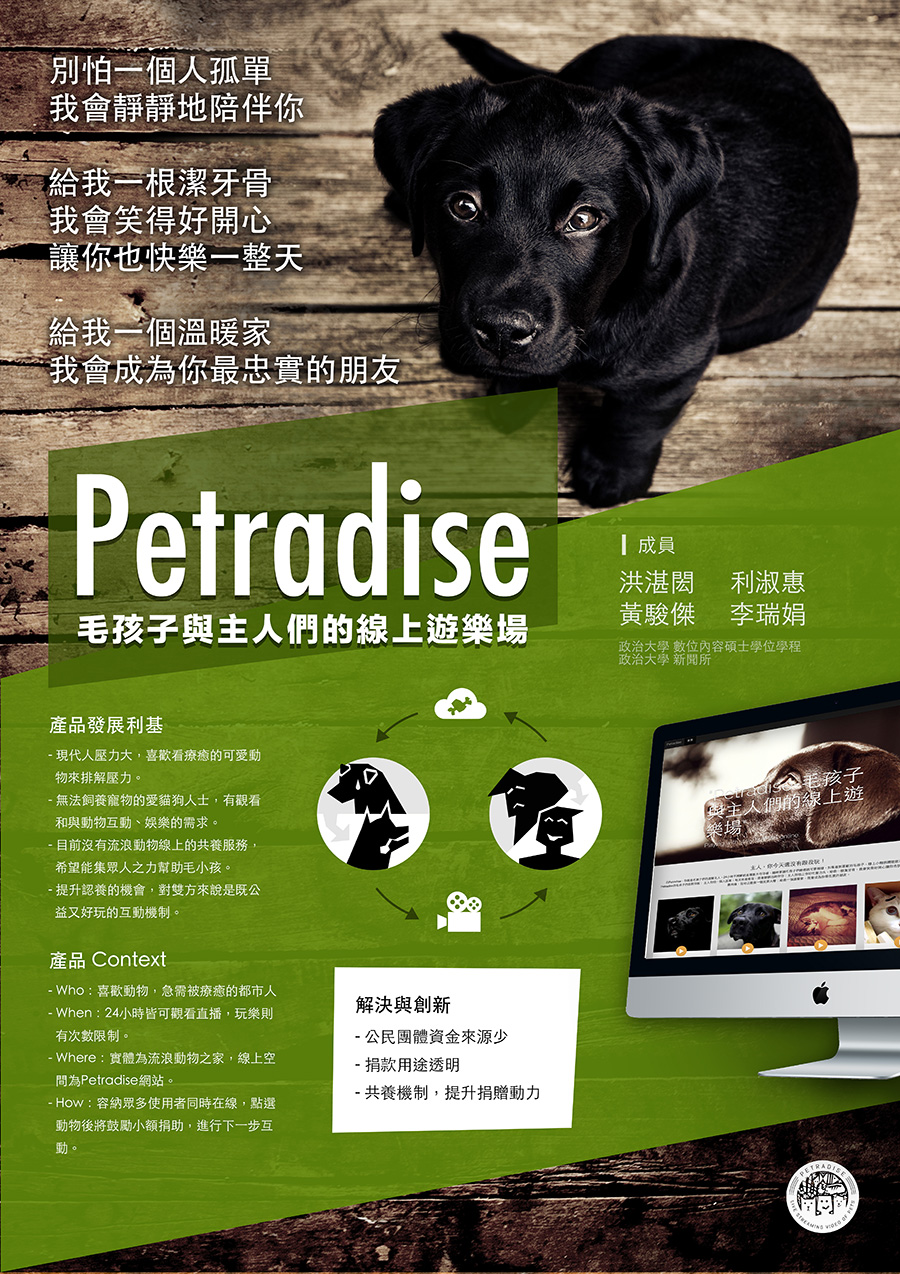 別怕一個人孤單
我會靜靜地陪伴你
給我一根潔牙骨
我會笑得好開心
讓你也快樂一整天
給我一個溫暖家
我會成為你最忠實的朋友
Petradise
毛孩子與主人們的線上遊樂場
成員
洪湛閎 利淑惠
黃駿傑 李瑞娟
政治大學 數位內容碩士學位學程
政治大學 新聞所
產品發展利基
- 現代人壓力大，喜歡看療癒的可愛動
物來排解壓力。
- 無法飼養寵物的愛貓狗人士，有觀看
和與動物互動、娛樂的需求。
- 目前沒有流浪動物線上的共養服務，
希望能集眾人之力幫助毛小孩。
- 提升認養的機會，對雙方來說是既公
益又好玩的互動機制。
產品 Context
- Who：喜歡動物，急需被療癒的都市人
- When：24小時皆可觀看直播，玩樂則
有次數限制。
- Where：實體為流浪動物之家，線上空
間為Petradise網站。
- How：容納眾多使用者同時在線，點選
動物後將鼓勵小額捐助，進行下一步互
動。
解決與創新
- 公民團體資金來源少
- 捐款用途透明
- 共養機制，提升捐贈動力
Petradise 毛孩子
與主人們的線上遊
樂場
主人，你今天還沒有跟我玩！
PETRADISE
LIVE STREAMING VIDEO OF PETS